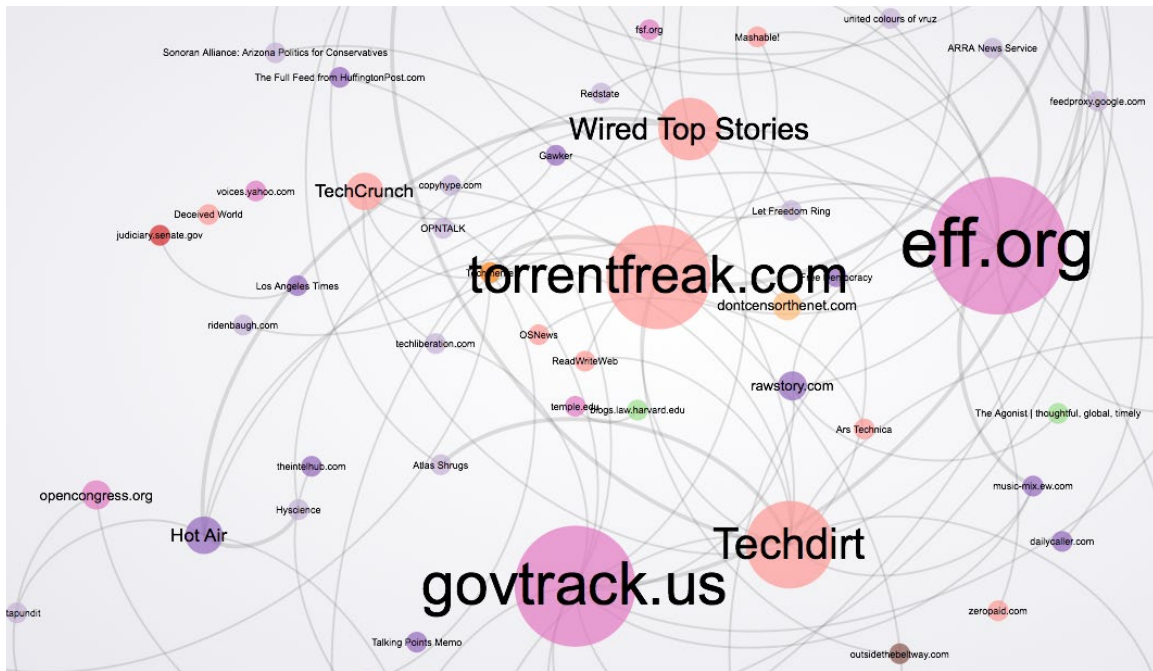 united colours of vruz
fsf.org
Mashable!
Sonoran Alliance: Arizona Politics for Conservatives
ARRA News Service
The Full Feed from HuffingtonPost.com
Redstate
feedproxy.google.com
Wired Top Stories
Gawker
TechCrunch
copyhype.com
voices.yahoo.com
Deceived World
Let Freedom Ring
OPNTALK
judiciary.senate.gov
eff.org
torrentfreak.com
Free Democracy
Los Angeles Times
dontcensorthenet.com
ridenbaugh.com
OSNews
techliberation.com
ReadWriteWeb
rawstory.com
temple.edu
blogs.law.harvard.edu
The Agonist | thoughtful, global, timely
Ars Technica
Atlas Shrugs
theintelhub.com
music-mix.ew.com
opencongress.org
Hyscience
Hot Air
Techdirt
dailycaller.com
govtrack.us
zeropaid.com
tapundit
Talking Points Memo
outsidethebeltway.com